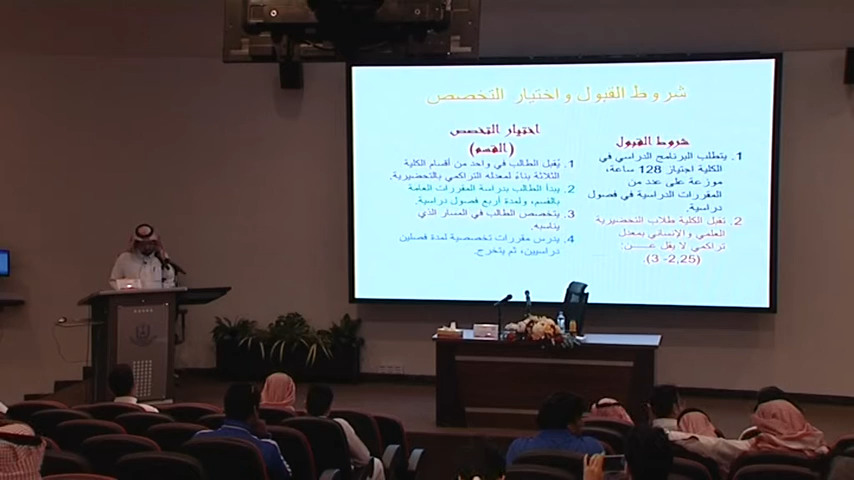 شروط القبول واختيار التخصص
شروط القبول
1. يتطلب البرنامج الدراسي في
الكلية اجتياز 128 ساعة،
موزعة على عدد من
المقررات الدراسية في فصول
دراسية.
2. تقبل الكلية طلاب التحضيرية
العلمي والإنساني بمعدل
تراكمي لا يقل عـــن:
(2,25- 3).
اختيار التخصص
(القسم)
1. يُقبل الطالب في واحد من أقسام الكلية
الثلاثة بناءً لمعدله التراكمي بالتحضيرية.
2. يبدأ الطالب بدراسة المقررات العامة
بالقسم، ولمدة أربع فصول دراسية.
3. يتخصص الطالب في المسار الذي
يناسبه.
4. يدرس مقررات تخصصية لمدة فصلين
دراسيين، ثم يتخرج.